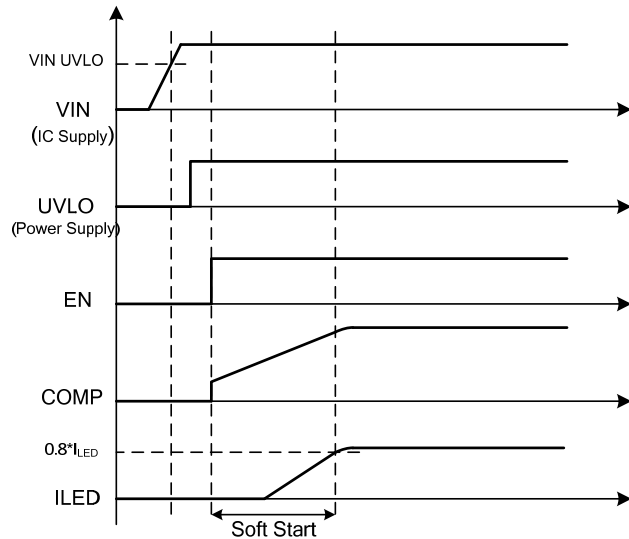 VIN UVLO
VIN
(IC Supply)
UVLO
(Power Supply)
EN
COMP
0.8*ILED
ILED
Soft Start